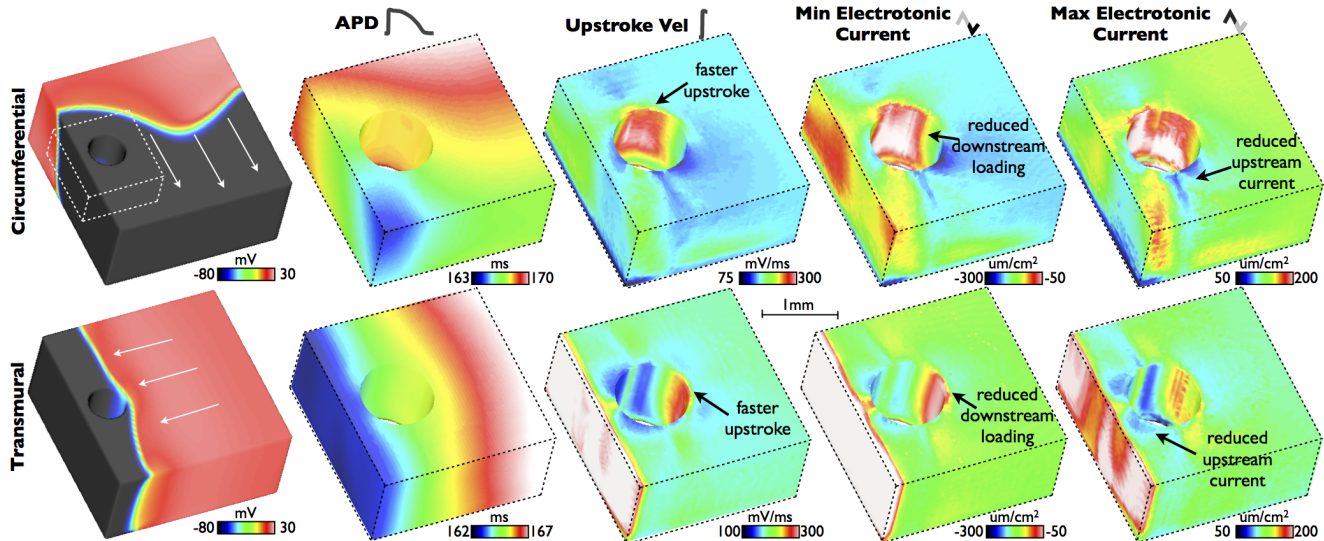 APD
Upstroke Vel
Min Electrotonic
Current
Max Electrotonic
Current
Circumferential
faster
upstroke
reduced
downstream
loading
reduced
upstream
current
mV
-80 30
ms
163 170
mV/ms
75 300
um/cm²
-300 -50
um/cm²
50 200
1mm
Transmural
faster
upstroke
reduced
downstream
loading
reduced
upstream
current
mV
-80 30
ms
162 167
mV/ms
100 300
um/cm²
-300 -50
um/cm²
50 200